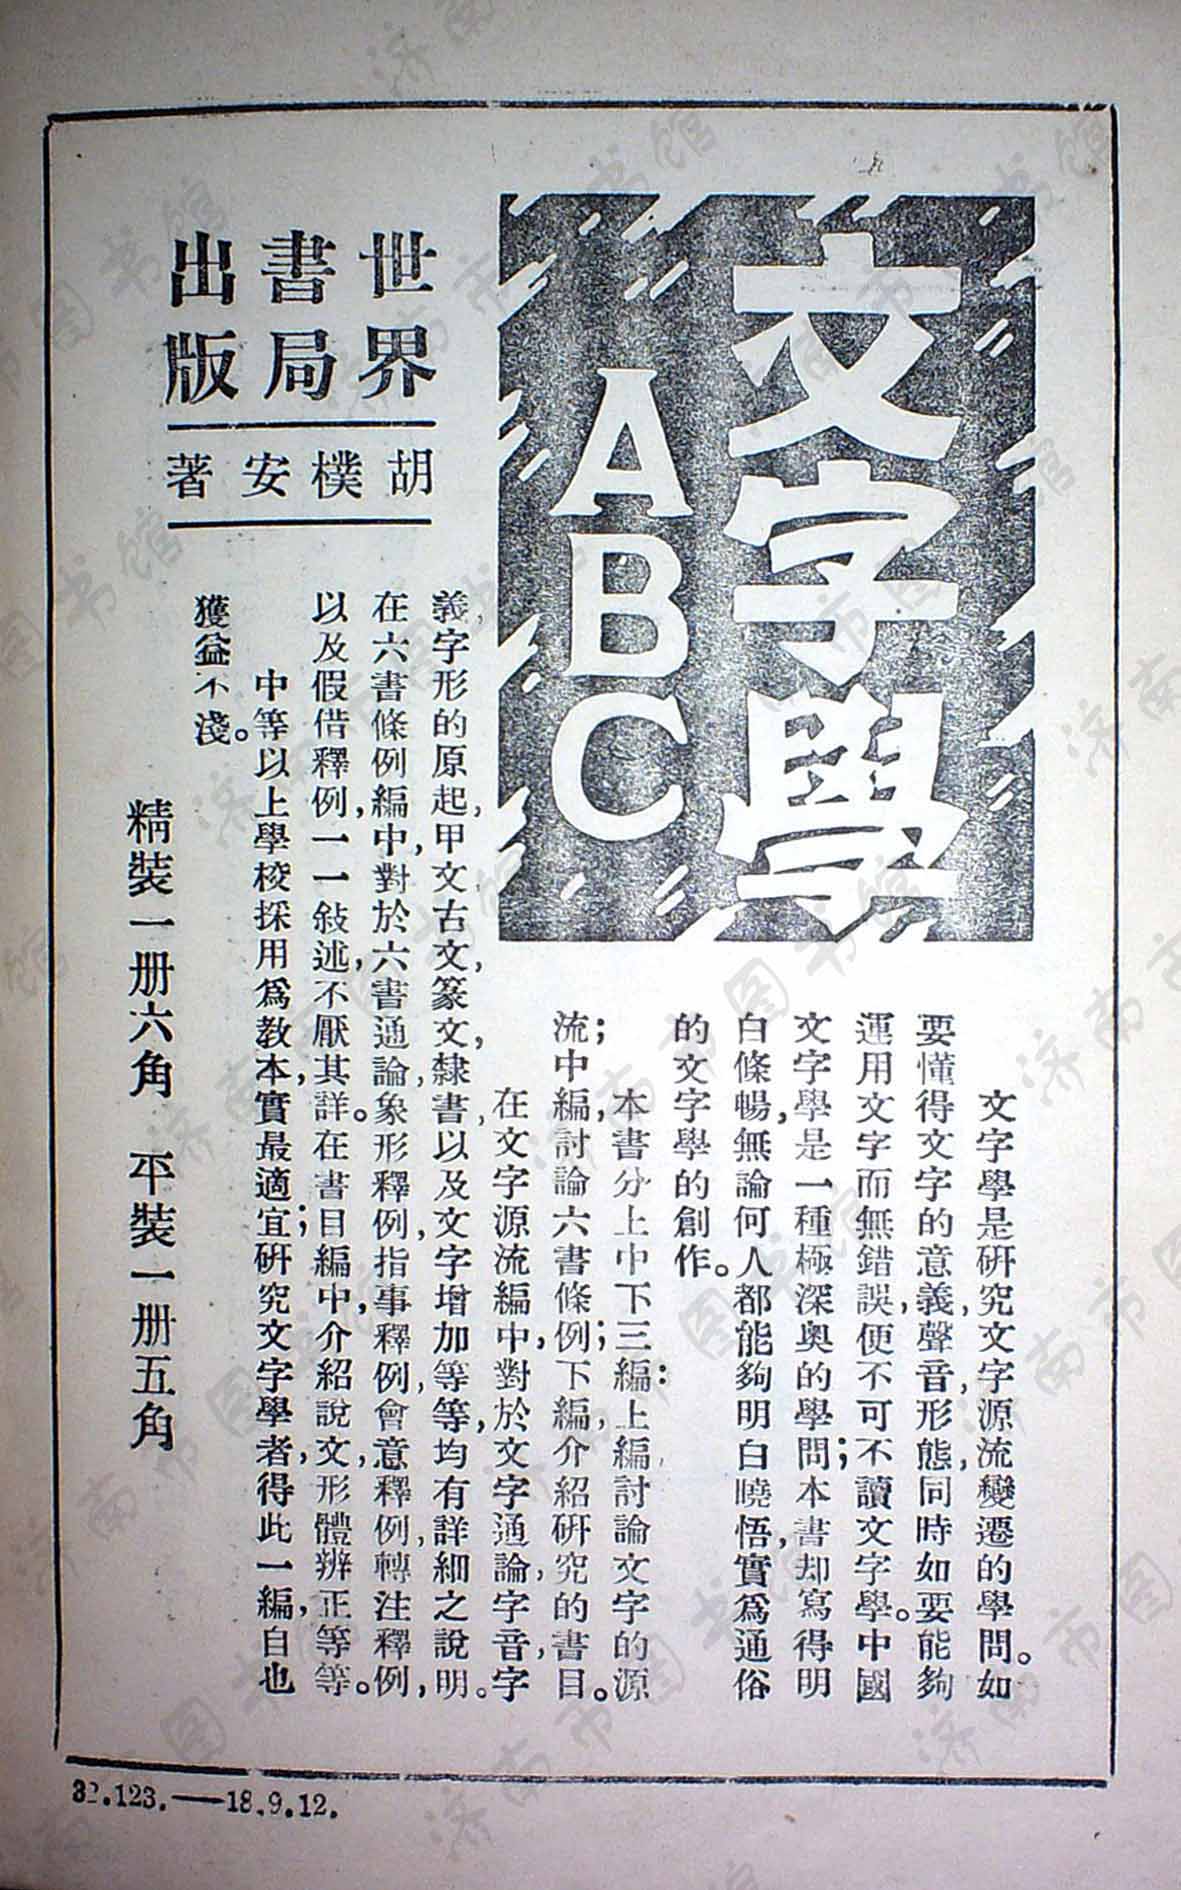 文字學
ABC
文字學是研究文字源流變遷的學問。如
要懂得文字的意義，聲音，形態，同時如要能夠
運用文字而無錯誤，便不可不讀文字學。中國
文字學是一種極深奥的學問；本書却寫得明
白條暢，無論何人都能夠明白曉悟，實爲通俗
的文字學的創作。
本書分上中下三編：上編討論文字的源
流；中編，討論六書條例；下編，介紹研究的書目。
在文字源流編中，對於文字通論，字音，字
義，字形的原起，甲文，古文，篆文，隸書，以及文字增加等等，均有詳細之說明。
在六書條例編中，對於六書通論，象形釋例，指事釋例，會意釋例，轉注釋例，
以及假借釋例，一一敍述，不厭其詳。在書目編中，介紹說文，形體辨正等等。
中等以上學校採用爲教本，實最適宜；研究文字學者，得此一編，自也
獲益不淺。
世界
書局
出版
胡樸安著
精裝一册六角　平裝一册五角
32.123.——18.9.12.
济南市图书馆